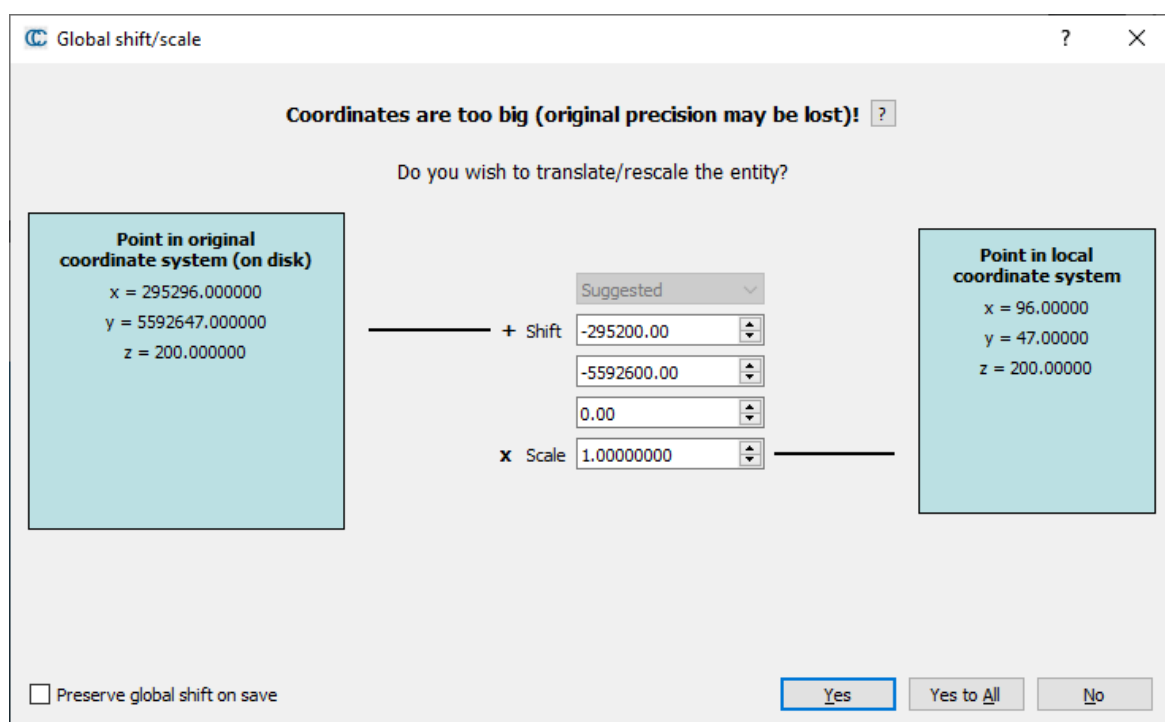 Global shift/scale
?
Coordinates are too big (original precision may be lost)! ?
Do you wish to translate/rescale the entity?
Point in original
coordinate system (on disk)
x = 295296.000000
y = 5592647.000000
z = 200.000000
Suggested
+ Shift -295200.00
-5592600.00
0.00
x Scale 1.00000000
Point in local
coordinate system
x = 96.00000
y = 47.00000
z = 200.00000
Preserve global shift on save
Yes
Yes to All
No